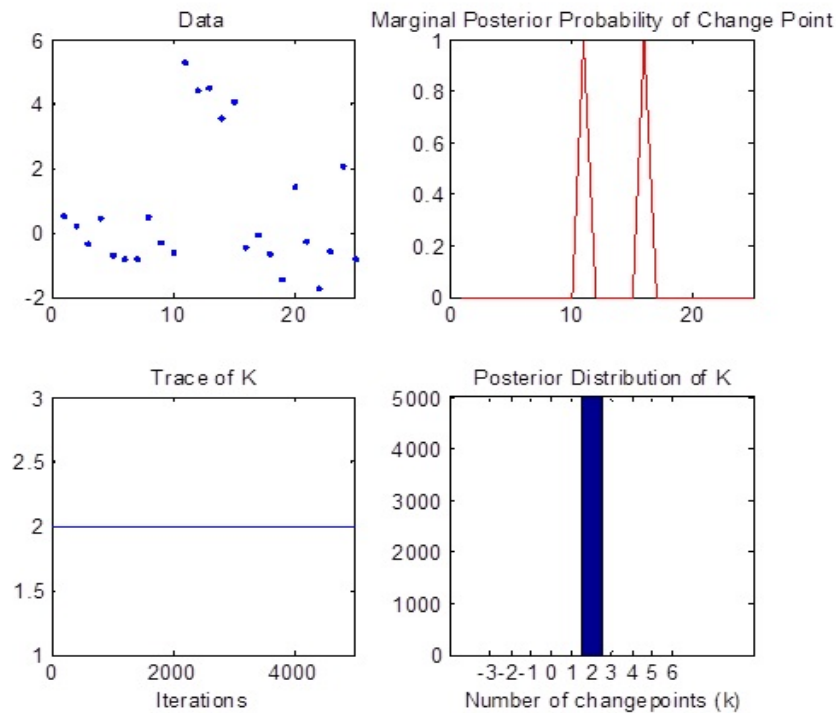 Data
6
4
2
0
-2
0 10 20
Marginal Posterior Probability of Change Point
1
0.8
0.6
0.4
0.2
0
0 10 20
Trace of K
3
2.5
2
1.5
1
0 2000 4000
Iterations
Posterior Distribution of K
5000
4000
3000
2000
1000
0
-3-2-1 0 1 2 3 4 5 6
Number of changepoints (k)